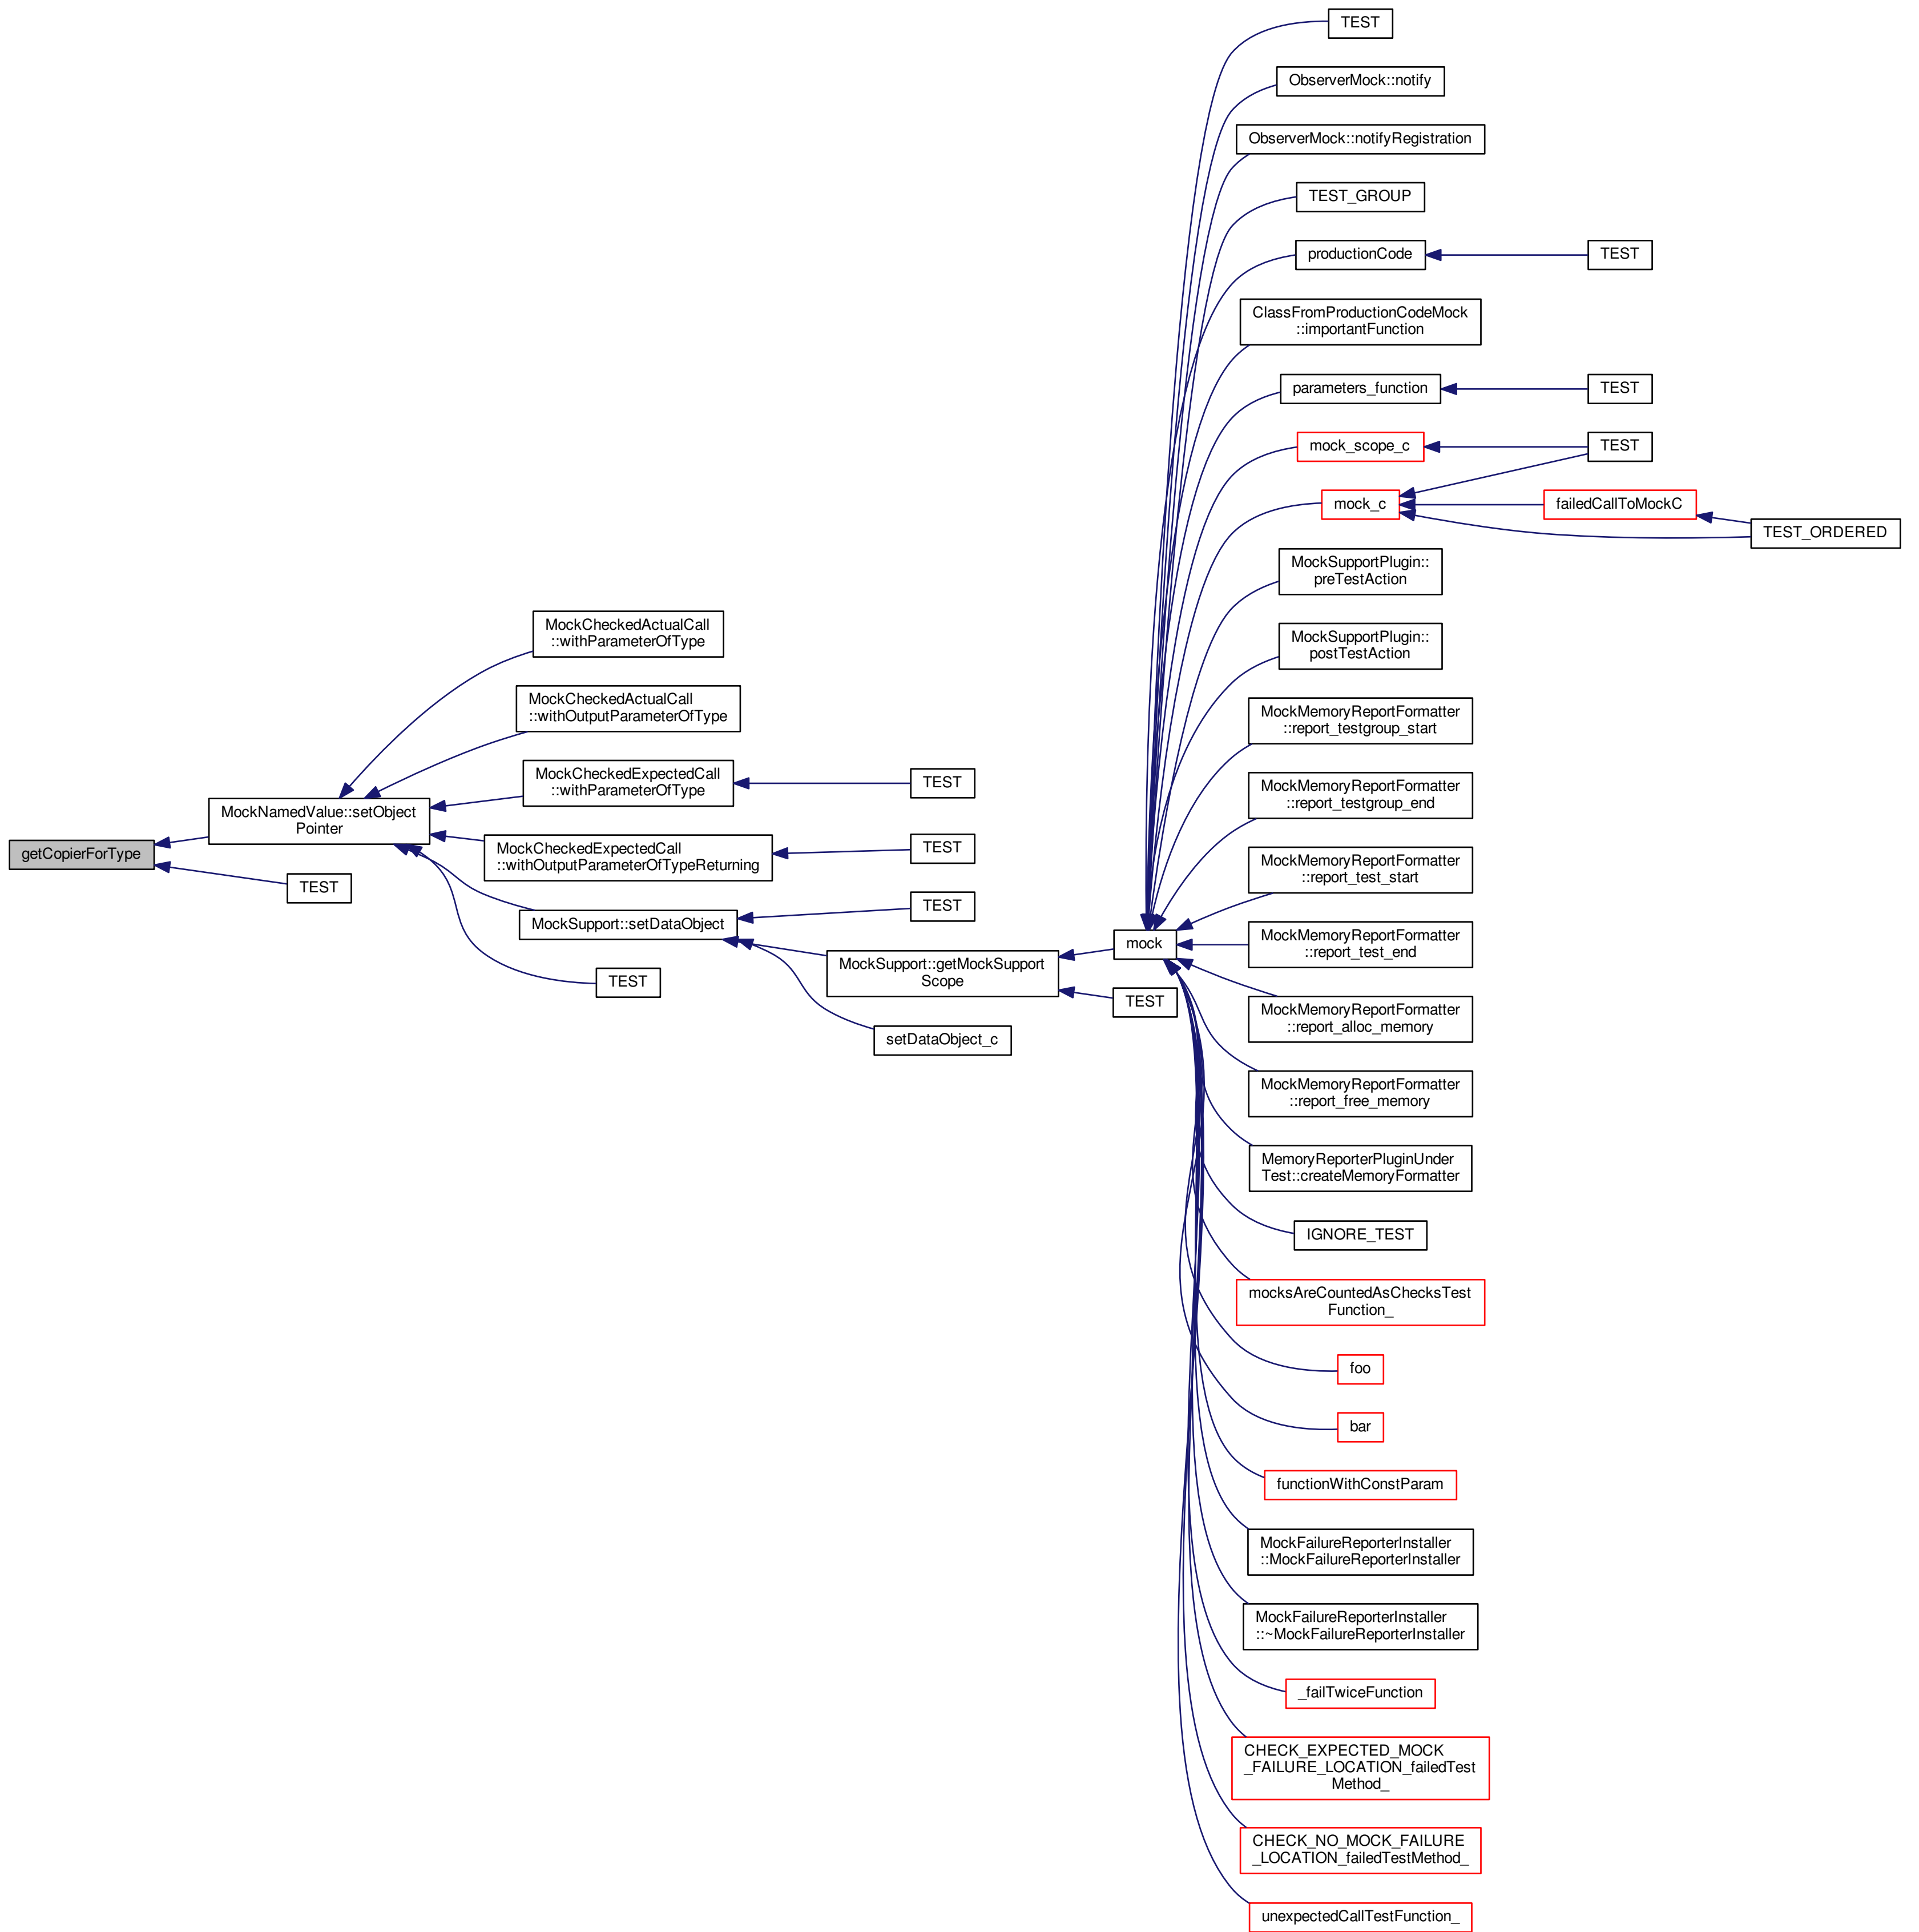 TEST
ObserverMock::notify
ObserverMock::notifyRegistration
TEST_GROUP
productionCode
TEST
ClassFromProductionCodeMock
::importantFunction
parameters_function
TEST
mock_scope_c
TEST
mock_c
failedCallToMockC
TEST_ORDERED
MockSupportPlugin::
preTestAction
MockSupportPlugin::
postTestAction
MockCheckedActualCall
::withParameterOfType
MockCheckedActualCall
::withOutputParameterOfType
MockMemoryReportFormatter
::report_testgroup_start
MockCheckedExpectedCall
::withParameterOfType
TEST
MockMemoryReportFormatter
::report_testgroup_end
MockNamedValue::setObject
Pointer
getCopierForType
TEST
MockCheckedExpectedCall
::withOutputParameterOfTypeReturning
TEST
MockMemoryReportFormatter
::report_test_start
MockSupport::setDataObject
TEST
mock
MockMemoryReportFormatter
::report_test_end
MockSupport::getMockSupport
Scope
TEST
TEST
MockMemoryReportFormatter
::report_alloc_memory
setDataObject_c
MockMemoryReportFormatter
::report_free_memory
MemoryReporterPluginUnder
Test::createMemoryFormatter
IGNORE_TEST
mocksAreCountedAsChecksTest
Function_
foo
bar
functionWithConstParam
MockFailureReporterInstaller
::MockFailureReporterInstaller
MockFailureReporterInstaller
::~MockFailureReporterInstaller
_failTwiceFunction
CHECK_EXPECTED_MOCK
_FAILURE_LOCATION_failedTest
Method_
CHECK_NO_MOCK_FAILURE
_LOCATION_failedTestMethod_
unexpectedCallTestFunction_